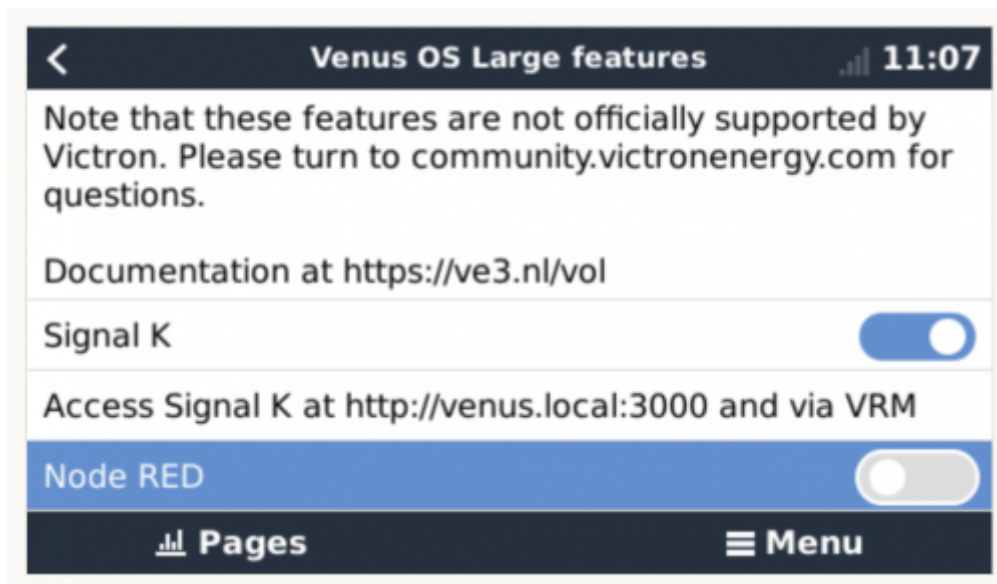 Venus OS Large features
11:07
Note that these features are not officially supported by
Victron. Please turn to community.victronenergy.com for
questions.
Documentation at https://ve3.nl/vol
Signal K
Access Signal K at http://venus.local:3000 and via VRM
Node RED
Pages
Menu